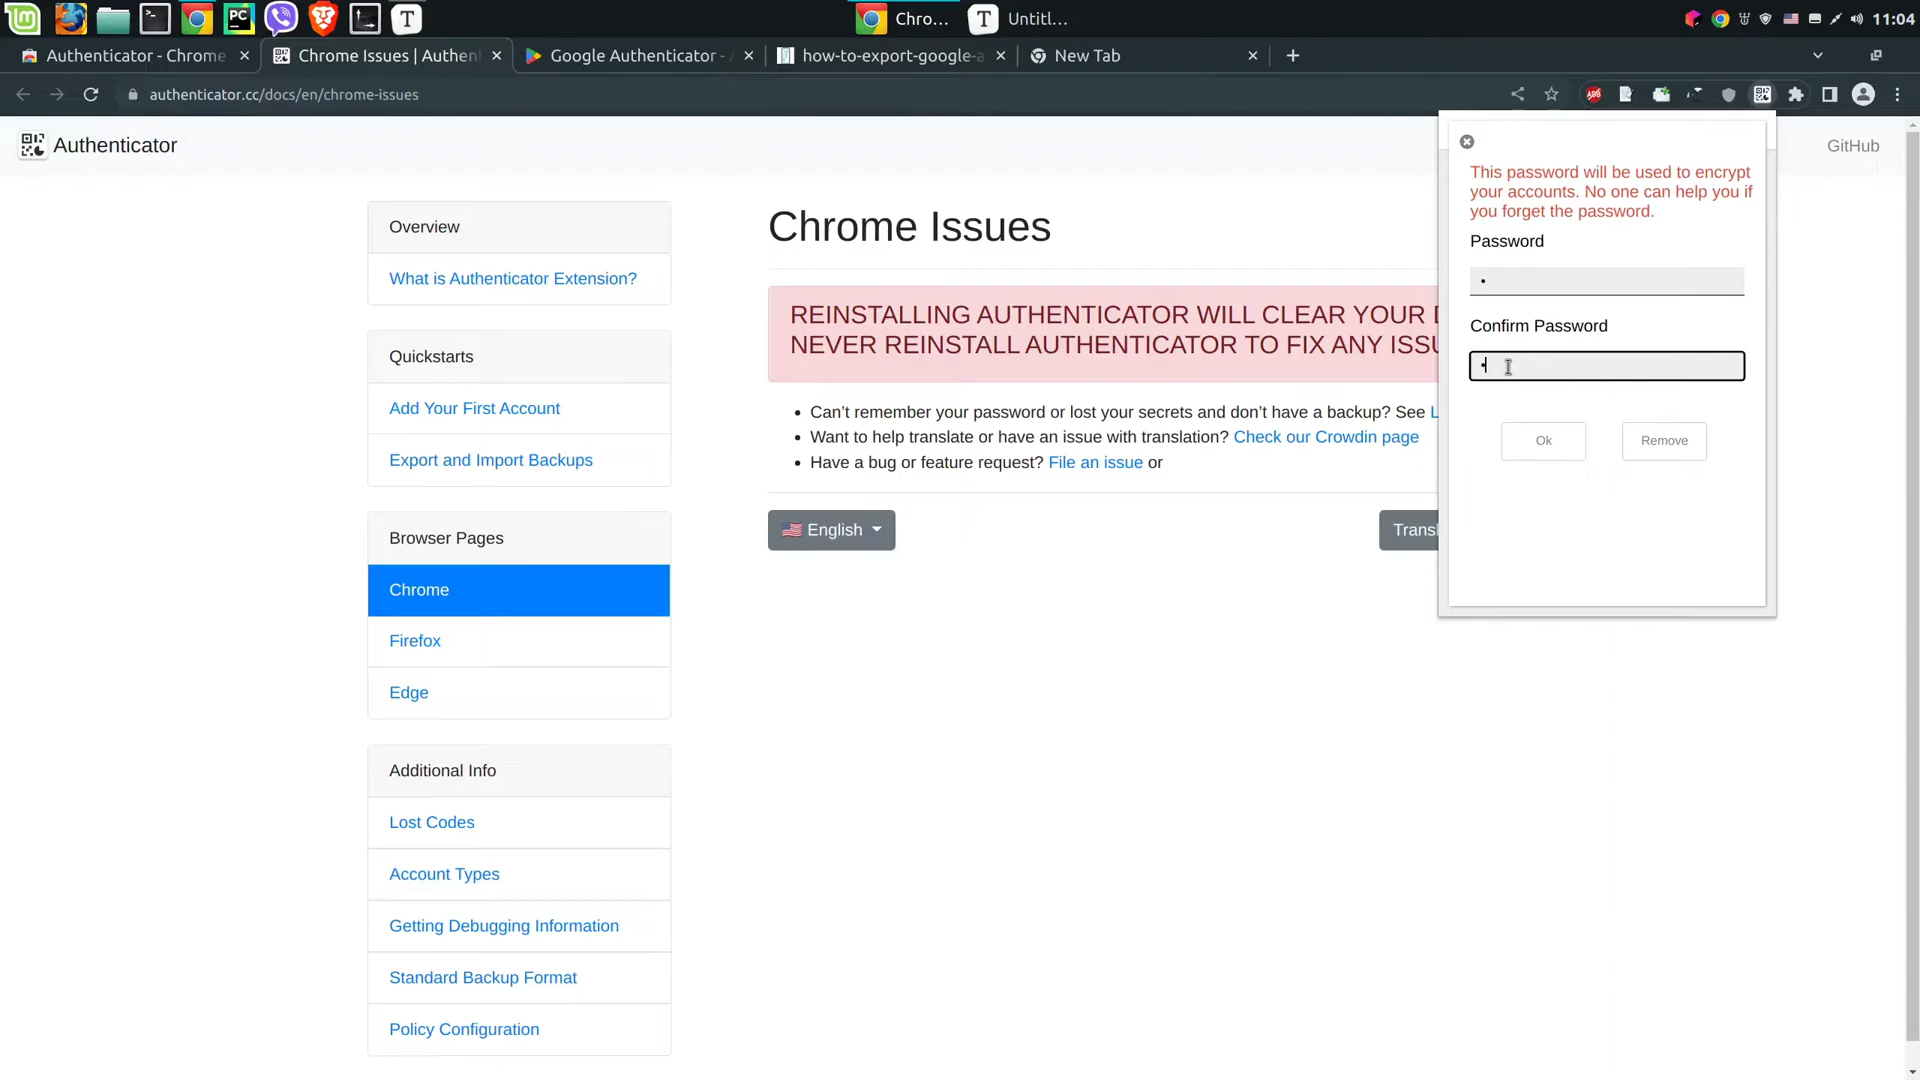 PC
T
Chro...
T
Untitl...
11:04
Authenticator - Chrome
Chrome Issues | Authen
Google Authenticator -
how-to-export-google-a
New Tab
authenticator.cc/docs/en/chrome-issues
Authenticator
GitHub
Overview
What is Authenticator Extension?
Quickstarts
Add Your First Account
Export and Import Backups
Browser Pages
Chrome
Firefox
Edge
Additional Info
Lost Codes
Account Types
Getting Debugging Information
Standard Backup Format
Policy Configuration
Chrome Issues
REINSTALLING AUTHENTICATOR WILL CLEAR YOUR
NEVER REINSTALL AUTHENTICATOR TO FIX ANY ISSU
Can’t remember your password or lost your secrets and don’t have a backup? See L
Want to help translate or have an issue with translation? Check our Crowdin page
Have a bug or feature request? File an issue or
English
Transl
This password will be used to encrypt
your accounts. No one can help you if
you forget the password.
Password
Confirm Password
Ok
Remove